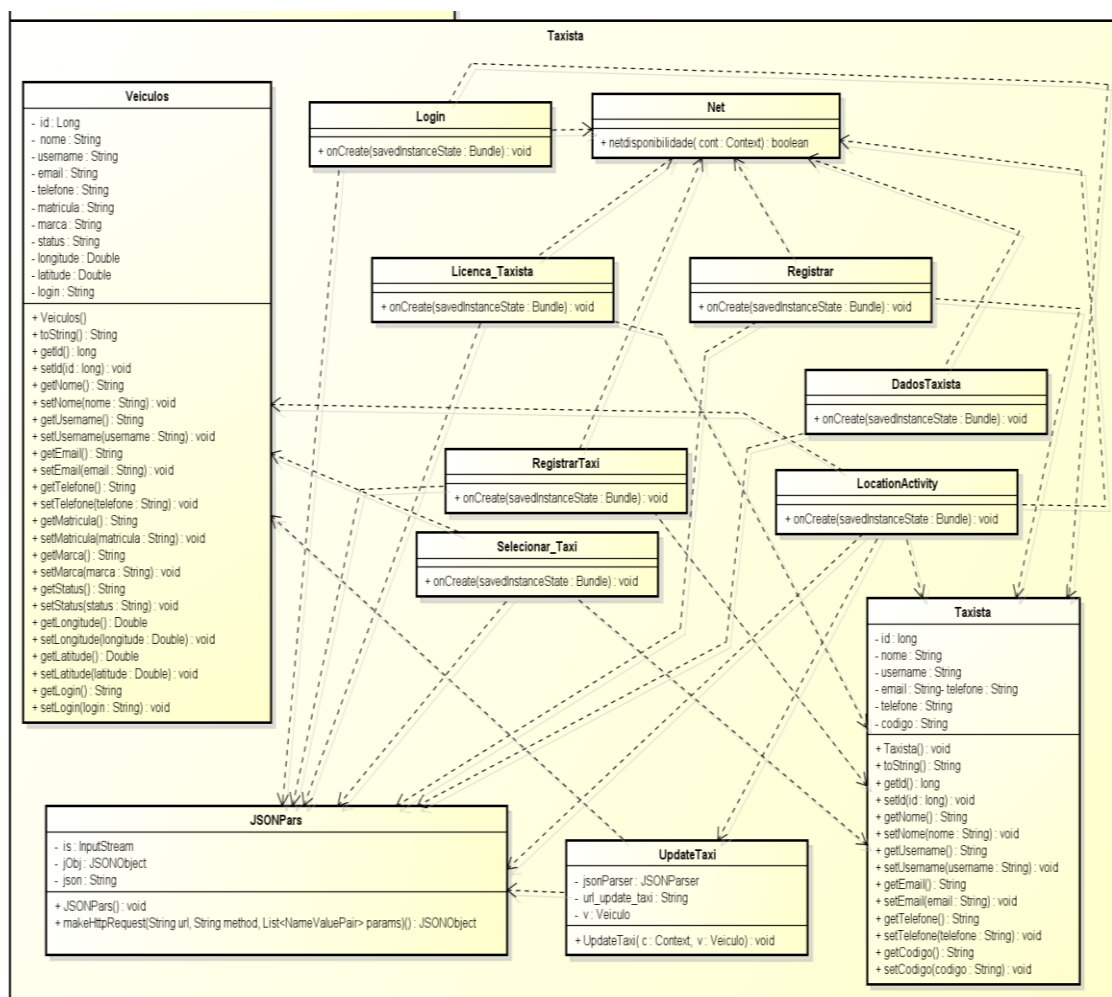 Taxista
Veiculos
- id : Long
- nome : String
- username : String
- email : String
- telefone : String
- matricula : String
- marca : String
- status : String
- longitude : Double
- latitude : Double
- login : String
+ Veiculos()
+ toString() : String
+ getId() : long
+ setId(id : long) : void
+ getNome() : String
+ setNome(nome : String) : void
+ getUsername() : String
+ setUsername(username : String) : void
+ getEmail() : String
+ setEmail(email : String) : void
+ getTelefone() : String
+ setTelefone(telefone : String) : void
+ getMatricula() : String
+ setMatricula(matricula : String) : void
+ getMarca() : String
+ setMarca(marca : String) : void
+ getStatus() : String
+ setStatus(status : String) : void
+ getLongitude() : Double
+ setLongitude(longitude : Double) : void
+ getLatitude() : Double
+ setLatitude(latitude : Double) : void
+ getLogin() : String
+ setLogin(login : String) : void
Login
+ onCreate(savedInstanceState : Bundle) : void
Net
+ netdisponibilidade( cont : Context) : boolean
Licenca_Taxista
+ onCreate(savedInstanceState : Bundle) : void
Registrar
+ onCreate(savedInstanceState : Bundle) : void
DadosTaxista
+ onCreate(savedInstanceState : Bundle) : void
RegistrarTaxi
+ onCreate(savedInstanceState : Bundle) : void
LocationActivity
+ onCreate(savedInstanceState : Bundle) : void
Selecionar_Taxi
+ onCreate(savedInstanceState : Bundle) : void
Taxista
- id : long
- nome : String
- username : String
- email : String- telefone : String
- telefone : String
- codigo : String
+ Taxista() : void
+ toString() : String
+ getId() : long
+ setId(id : long) : void
+ getNome() : String
+ setNome(nome : String) : void
+ getUsername() : String
+ setUsername(username : String) : void
+ getEmail() : String
+ setEmail(email : String) : void
+ getTelefone() : String
+ setTelefone(telefone : String) : void
+ getCodigo() : String
+ setCodigo(codigo : String) : void
JSONPars
- is : InputStream
- jObj : JSONObject
- json : String
+ JSONPars() : void
+ makeHttpRequest(String url, String method, List<NameValuePair> params)() : JSONObject
UpdateTaxi
- jsonParser : JSONParser
- url_update_taxi : String
- v : Veiculo
+ UpdateTaxi( c : Context, v : Veiculo) : void